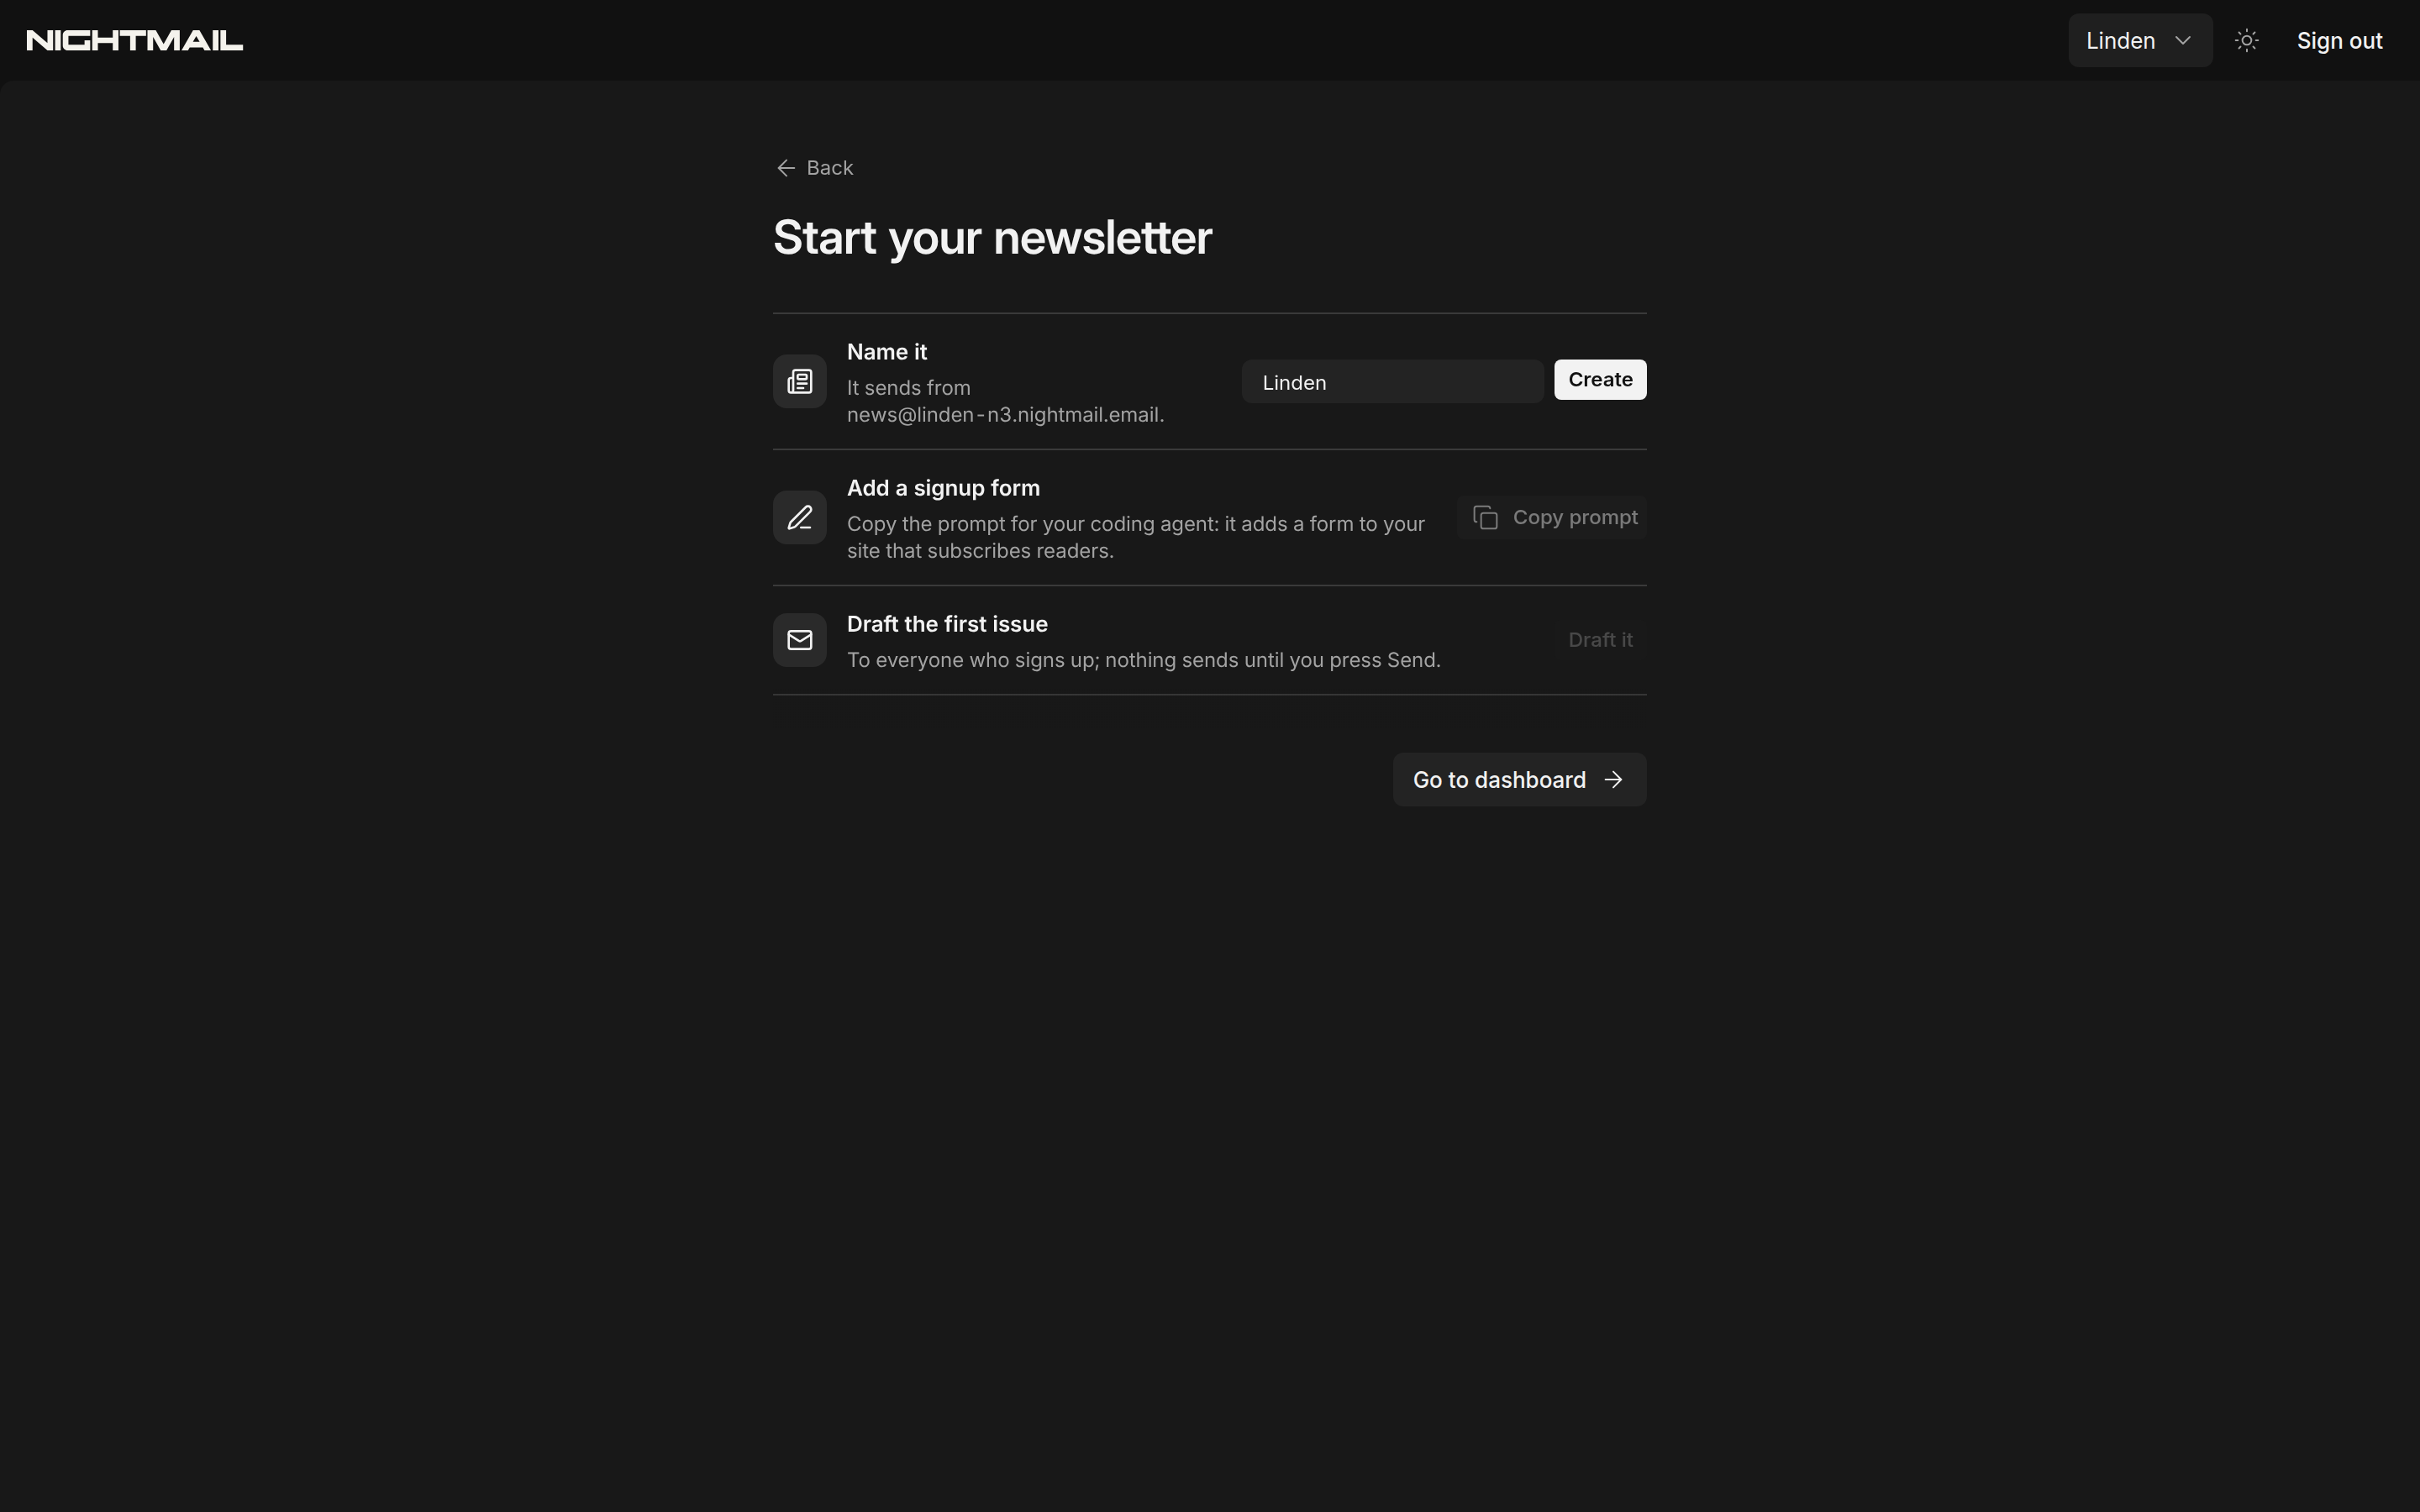 NIGHTMAIL
Linden
Sign out
Back
Start your newsletter
Name it
It sends from
news@linden-n3.nightmail.email.
Linden
Create
Add a signup form
Copy the prompt for your coding agent: it adds a form to your
site that subscribes readers.
Copy prompt
Draft the first issue
To everyone who signs up; nothing sends until you press Send.
Draft it
Go to dashboard